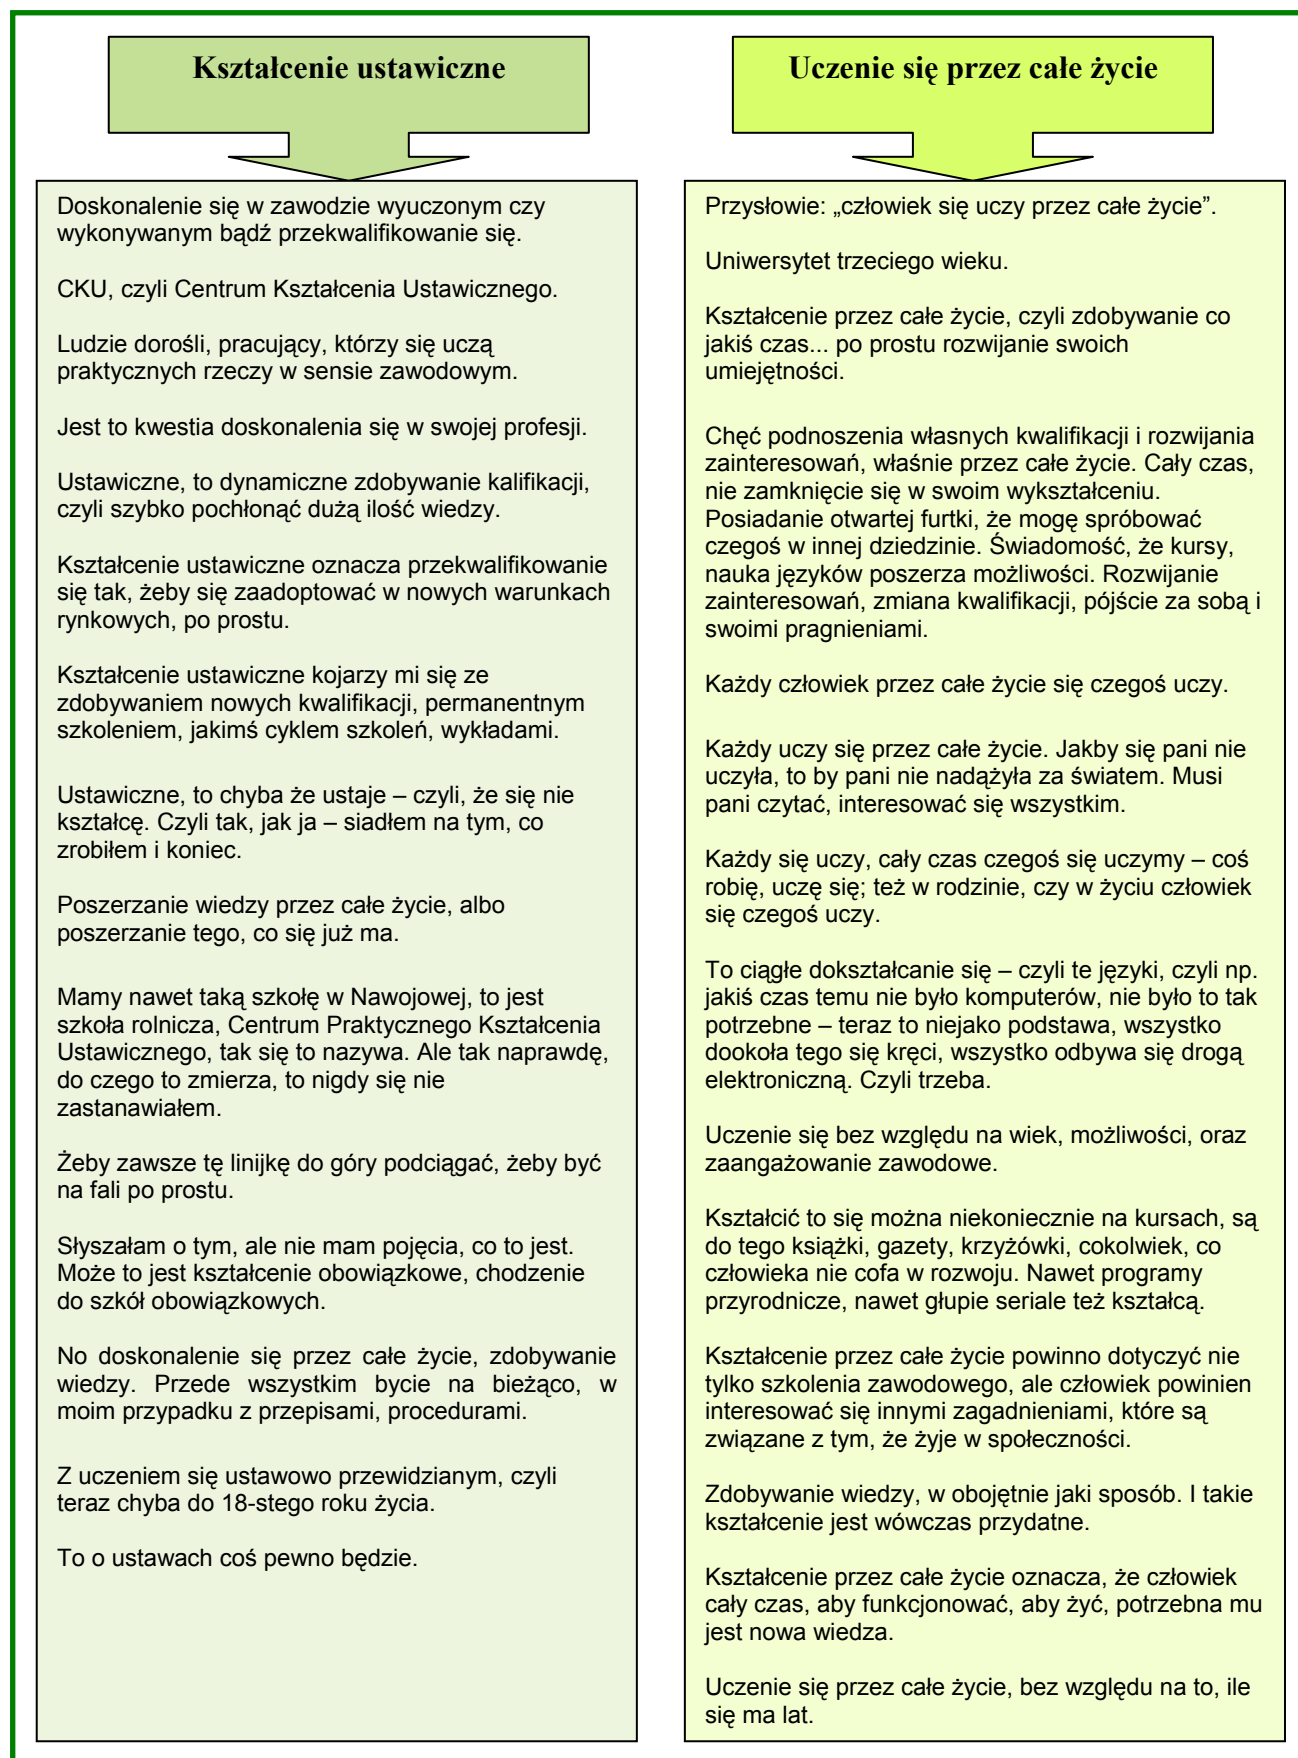 Kształcenie ustawiczne
Doskonalenie się w zawodzie wyuczonym czy
wykonywanym bądź przekwalifikowanie się.
CKU, czyli Centrum Kształcenia Ustawicznego.
Ludzie dorośli, pracujący, którzy się uczą
praktycznych rzeczy w sensie zawodowym.
Jest to kwestia doskonalenia się w swojej profesji.
Ustawiczne, to dynamiczne zdobywanie kalifikacji,
czyli szybko pochłonąć dużą ilość wiedzy.
Kształcenie ustawiczne oznacza przekwalifikowanie
się tak, żeby się zaadoptować w nowych warunkach
rynkowych, po prostu.
Kształcenie ustawiczne kojarzy mi się ze
zdobywaniem nowych kwalifikacji, permanentnym
szkoleniem, jakimś cyklem szkoleń, wykładami.
Ustawiczne, to chyba że ustaje – czyli, że się nie
kształcę. Czyli tak, jak ja – siadłem na tym, co
zrobiłem i koniec.
Poszerzanie wiedzy przez całe życie, albo
poszerzanie tego, co się już ma.
Mamy nawet taką szkołę w Nawojowej, to jest
szkoła rolnicza, Centrum Praktycznego Kształcenia
Ustawicznego, tak się to nazywa. Ale tak naprawdę,
do czego to zmierza, to nigdy się nie
zastanawiałem.
Żeby zawsze tę linijkę do góry podciągać, żeby być
na fali po prostu.
Słyszałam o tym, ale nie mam pojęcia, co to jest.
Może to jest kształcenie obowiązkowe, chodzenie
do szkół obowiązkowych.
No doskonalenie się przez całe życie, zdobywanie
wiedzy. Przede wszystkim bycie na bieżąco, w
moim przypadku z przepisami, procedurami.
Z uczeniem się ustawowo przewidzianym, czyli
teraz chyba do 18-stego roku życia.
To o ustawach coś pewno będzie.
Uczenie się przez całe życie
Przysłowie: „człowiek się uczy przez całe życie”.
Uniwersytet trzeciego wieku.
Kształcenie przez całe życie, czyli zdobywanie co
jakiś czas... po prostu rozwijanie swoich
umiejętności.
Chęć podnoszenia własnych kwalifikacji i rozwijania
zainteresowań, właśnie przez całe życie. Cały czas,
nie zamknięcie się w swoim wykształceniu.
Posiadanie otwartej furtki, że mogę spróbować
czegoś w innej dziedzinie. Świadomość, że kursy,
nauka języków poszerza możliwości. Rozwijanie
zainteresowań, zmiana kwalifikacji, pójście za sobą i
swoimi pragnieniami.
Każdy człowiek przez całe życie się czegoś uczy.
Każdy uczy się przez całe życie. Jakby się pani nie
uczyła, to by pani nie nadążyła za światem. Musi
pani czytać, interesować się wszystkim.
Każdy się uczy, cały czas czegoś się uczymy – coś
robię, uczę się; też w rodzinie, czy w życiu człowiek
się czegoś uczy.
To ciągłe dokształcanie się – czyli te języki, czyli np.
jakiś czas temu nie było komputerów, nie było to tak
potrzebne – teraz to niejako podstawa, wszystko
dookoła tego się kręci, wszystko odbywa się drogą
elektroniczną. Czyli trzeba.
Uczenie się bez względu na wiek, możliwości, oraz
zaangażowanie zawodowe.
Kształcić to się można niekoniecznie na kursach, są
do tego książki, gazety, krzyżówki, cokolwiek, co
człowieka nie cofa w rozwoju. Nawet programy
przyrodnicze, nawet głupie seriale też kształcą.
Kształcenie przez całe życie powinno dotyczyć nie
tylko szkolenia zawodowego, ale człowiek powinien
interesować się innymi zagadnieniami, które są
związane z tym, że żyje w społeczności.
Zdobywanie wiedzy, w obojętnie jaki sposób. I takie
kształcenie jest wówczas przydatne.
Kształcenie przez całe życie oznacza, że człowiek
cały czas, aby funkcjonować, aby żyć, potrzebna mu
jest nowa wiedza.
Uczenie się przez całe życie, bez względu na to, ile
się ma lat.